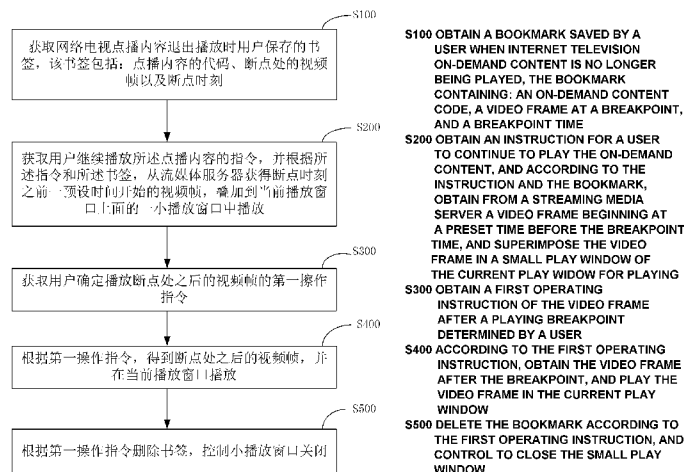 S100
获取网络电视点播内容退出播放时用户保存的书
签，该书签包括：点播内容的代码、断点处的视频
帧以及断点时刻
S200
获取用户继续播放所述点播内容的指令，并根据所
述指令和所述书签，从流媒体服务器获得断点时刻
之前一预设时间开始的视频帧，叠加到当前播放窗
口上面的一小播放窗口中播放
S300
获取用户确定播放断点处之后的视频帧的第一操作
指令
S400
根据第一操作指令，得到断点处之后的视频帧，并
在当前播放窗口播放
S500
根据第一操作指令删除书签，控制小播放窗口关闭
S100 OBTAIN A BOOKMARK SAVED BY A
USER WHEN INTERNET TELEVISION
ON-DEMAND CONTENT IS NO LONGER
BEING PLAYED, THE BOOKMARK
CONTAINING: AN ON-DEMAND CONTENT
CODE, A VIDEO FRAME AT A BREAKPOINT,
AND A BREAKPOINT TIME
S200 OBTAIN AN INSTRUCTION FOR A USER
TO CONTINUE TO PLAY THE ON-DEMAND
CONTENT, AND ACCORDING TO THE
INSTRUCTION AND THE BOOKMARK,
OBTAIN FROM A STREAMING MEDIA
SERVER A VIDEO FRAME BEGINNING AT
A PRESET TIME BEFORE THE BREAKPOINT
TIME, AND SUPERIMPOSE THE VIDEO
FRAME IN A SMALL PLAY WINDOW OF
THE CURRENT PLAY WIDOW FOR PLAYING
S300 OBTAIN A FIRST OPERATING
INSTRUCTION OF THE VIDEO FRAME
AFTER A PLAYING BREAKPOINT
DETERMINED BY A USER
S400 ACCORDING TO THE FIRST OPERATING
INSTRUCTION, OBTAIN THE VIDEO FRAME
AFTER THE BREAKPOINT, AND PLAY THE
VIDEO FRAME IN THE CURRENT PLAY
WINDOW
S500 DELETE THE BOOKMARK ACCORDING TO
THE FIRST OPERATING INSTRUCTION, AND
CONTROL TO CLOSE THE SMALL PLAY
WINDOW